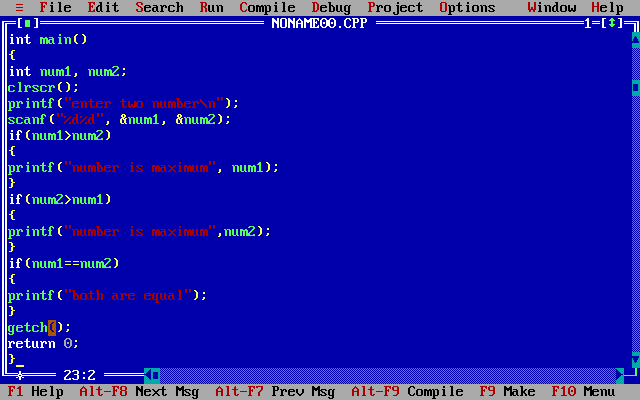 ≡ File Edit Search Run Compile Debug Project Options Window Help
[■] NONAME00.CPP 1=[↕]
int main()
{
int num1, num2;
clrscr();
printf("enter two number\n");
scanf("%d%d", &num1, &num2);
if(num1>num2)
{
printf("number is maximum", num1);
}
if(num2>num1)
{
printf("number is maximum",num2);
}
if(num1==num2)
{
printf("both are equal");
}
getch();
return 0;
}
23:2
F1 Help Alt-F8 Next Msg Alt-F7 Prev Msg Alt-F9 Compile F9 Make F10 Menu